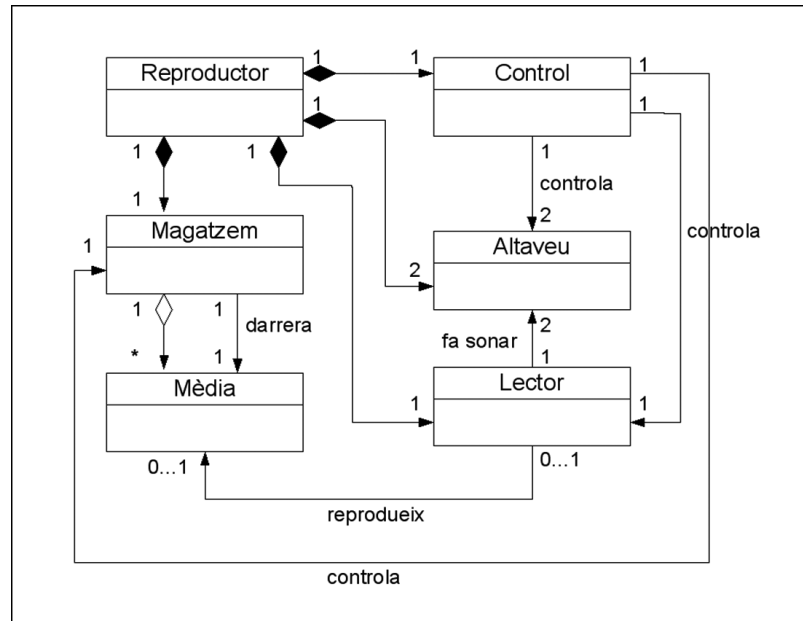 1 1
Reproductor Control 1
1 1
1 1 1
controla
1 2
1 Magatzem Altaveu controla
2
1 1 2
darrera fa sonar
* 1 1
Mèdia Lector
1 1
0...1 0...1
reprodueix
controla